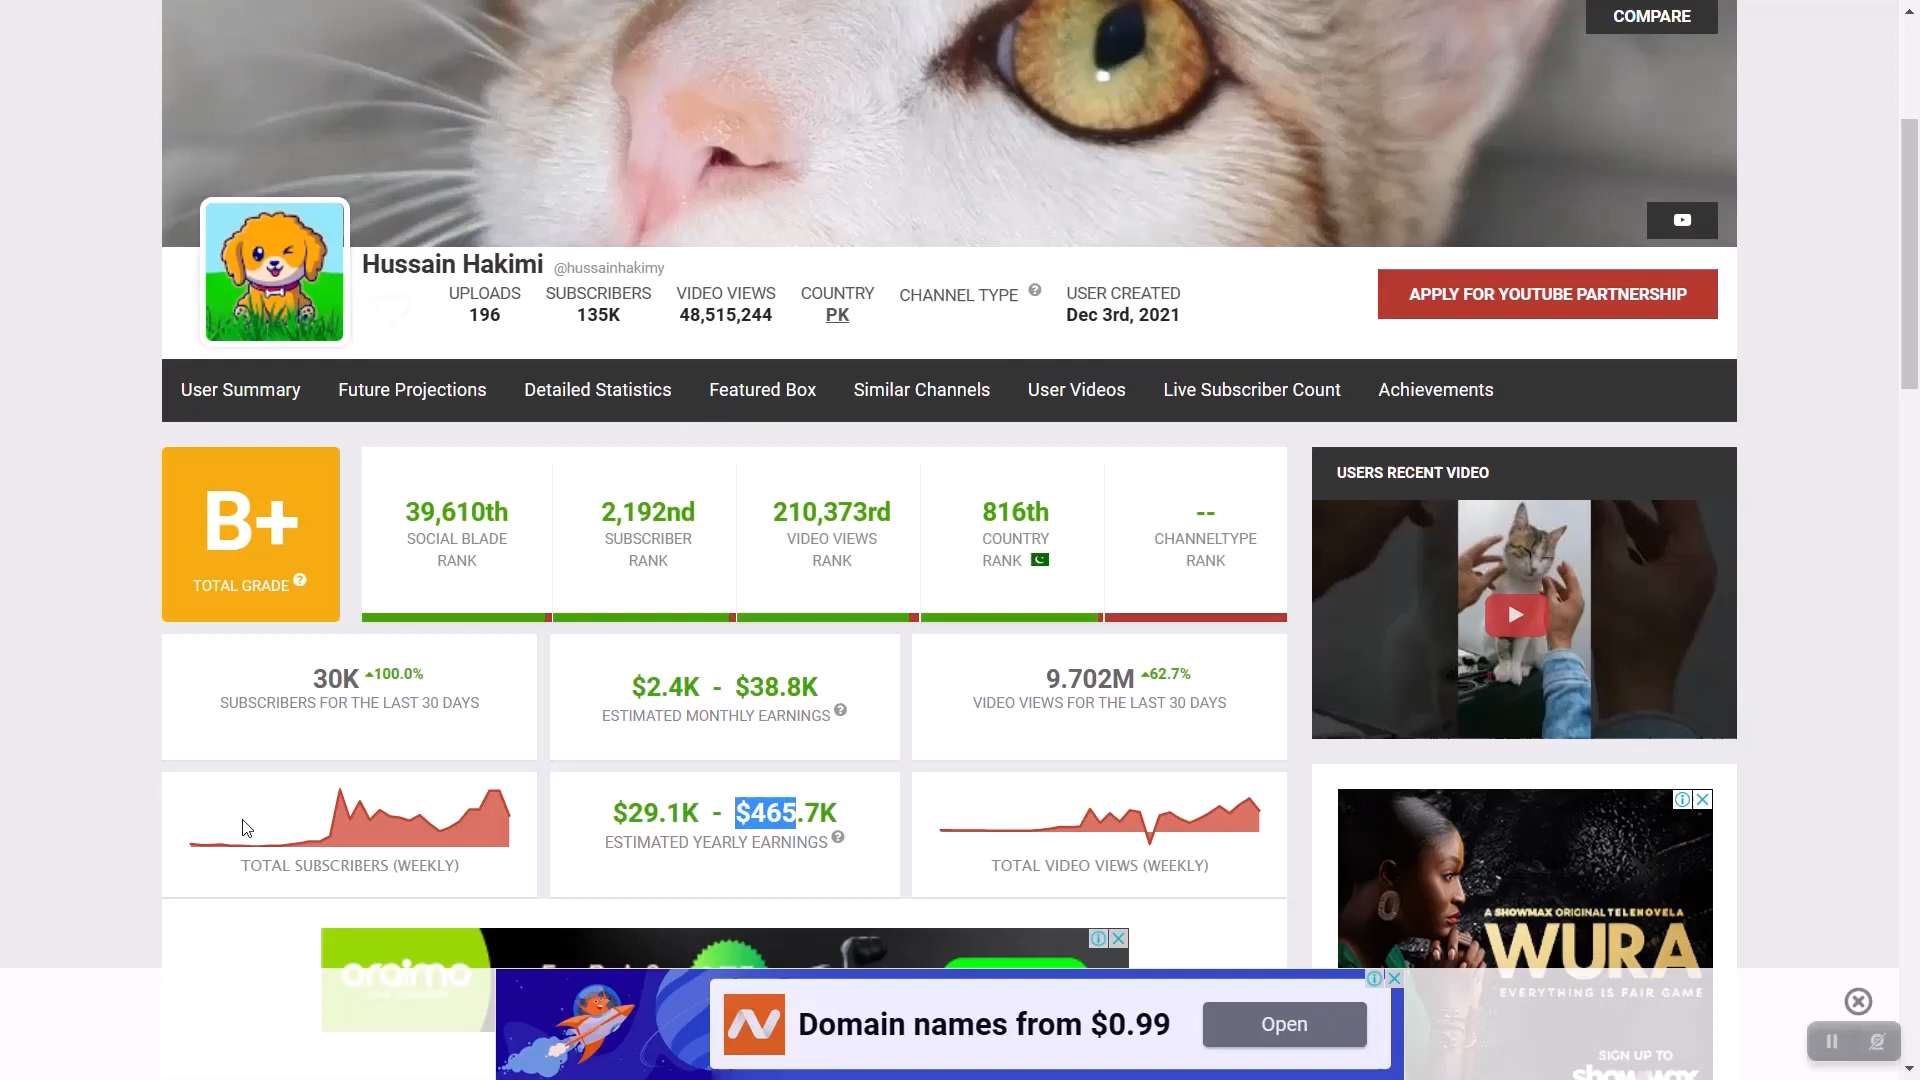 COMPARE
Hussain Hakimi @hussainhakimy
UPLOADS SUBSCRIBERS VIDEO VIEWS COUNTRY CHANNEL TYPE USER CREATED
196 135K 48,515,244 PK Dec 3rd, 2021
APPLY FOR YOUTUBE PARTNERSHIP
User Summary Future Projections Detailed Statistics Featured Box Similar Channels User Videos Live Subscriber Count Achievements
B+
TOTAL GRADE
39,610th
SOCIAL BLADE
RANK
2,192nd
SUBSCRIBER
RANK
210,373rd
VIDEO VIEWS
RANK
816th
COUNTRY
RANK
--
CHANNELTYPE
RANK
USERS RECENT VIDEO
30K 100.0%
SUBSCRIBERS FOR THE LAST 30 DAYS
$2.4K - $38.8K
ESTIMATED MONTHLY EARNINGS
9.702M 62.7%
VIDEO VIEWS FOR THE LAST 30 DAYS
TOTAL SUBSCRIBERS (WEEKLY)
$29.1K - $465.7K
ESTIMATED YEARLY EARNINGS
TOTAL VIDEO VIEWS (WEEKLY)
A SHOWMAX ORIGINAL TELENOVELA
WURA
EVERYTHING IS FAIR GAME
SIGN UP TO
showmax
oraimo
Domain names from $0.99
Open